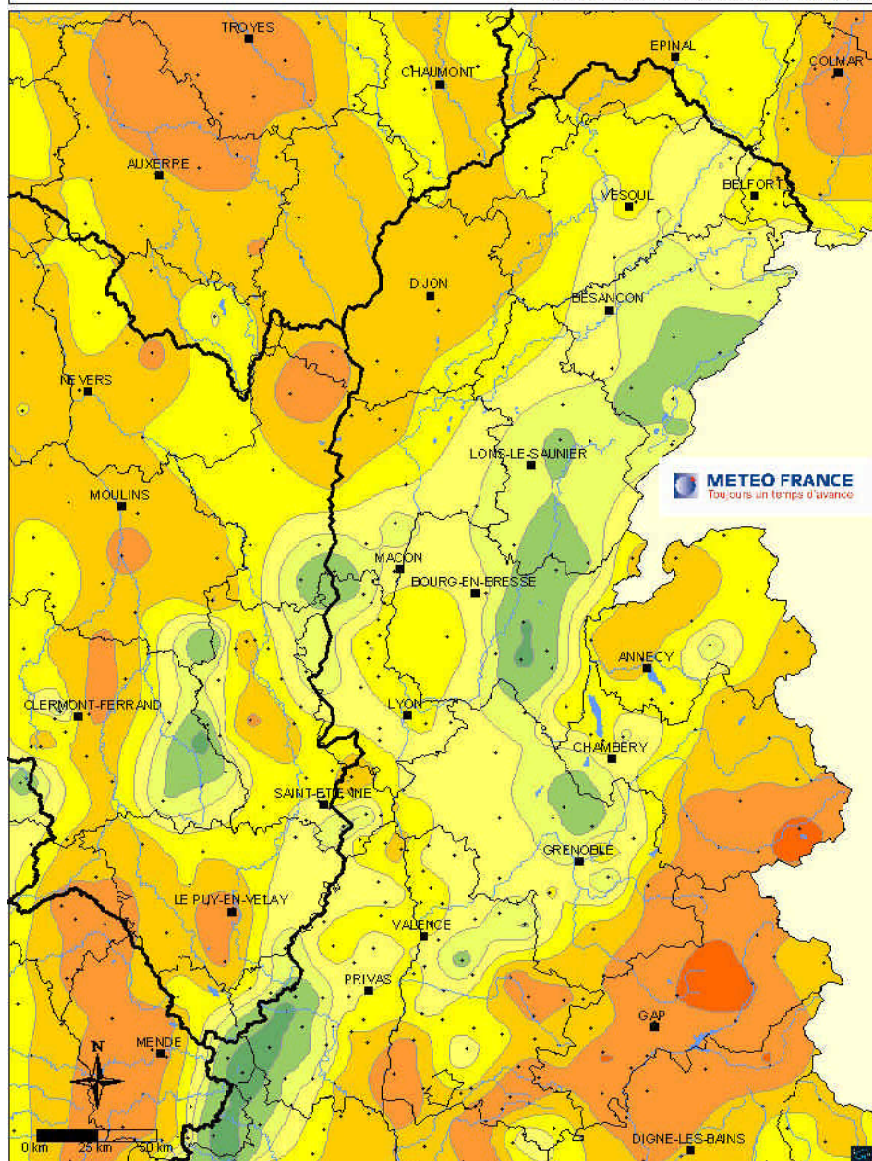 TROYES
EPINAL
CHAUMONT
COLMAR
AUXERRE
BELFORT
VESOUL
DIJON
BESANCON
NEVERS
LONS-LE-SAUNIER
METEO FRANCE
Toujours un temps d'avance
MOULINS
MACON
BOURG-EN-BRESSE
ANNECY
CLERMONT-FERRAND
LYON
CHAMBERY
SAINT-ETIENNE
GRENOBLE
LE PUY-EN-VELAY
VALENCE
PRIVAS
GAP
MENDE
N
0 km 25 km 50 km
DIGNE-LES-BAINS